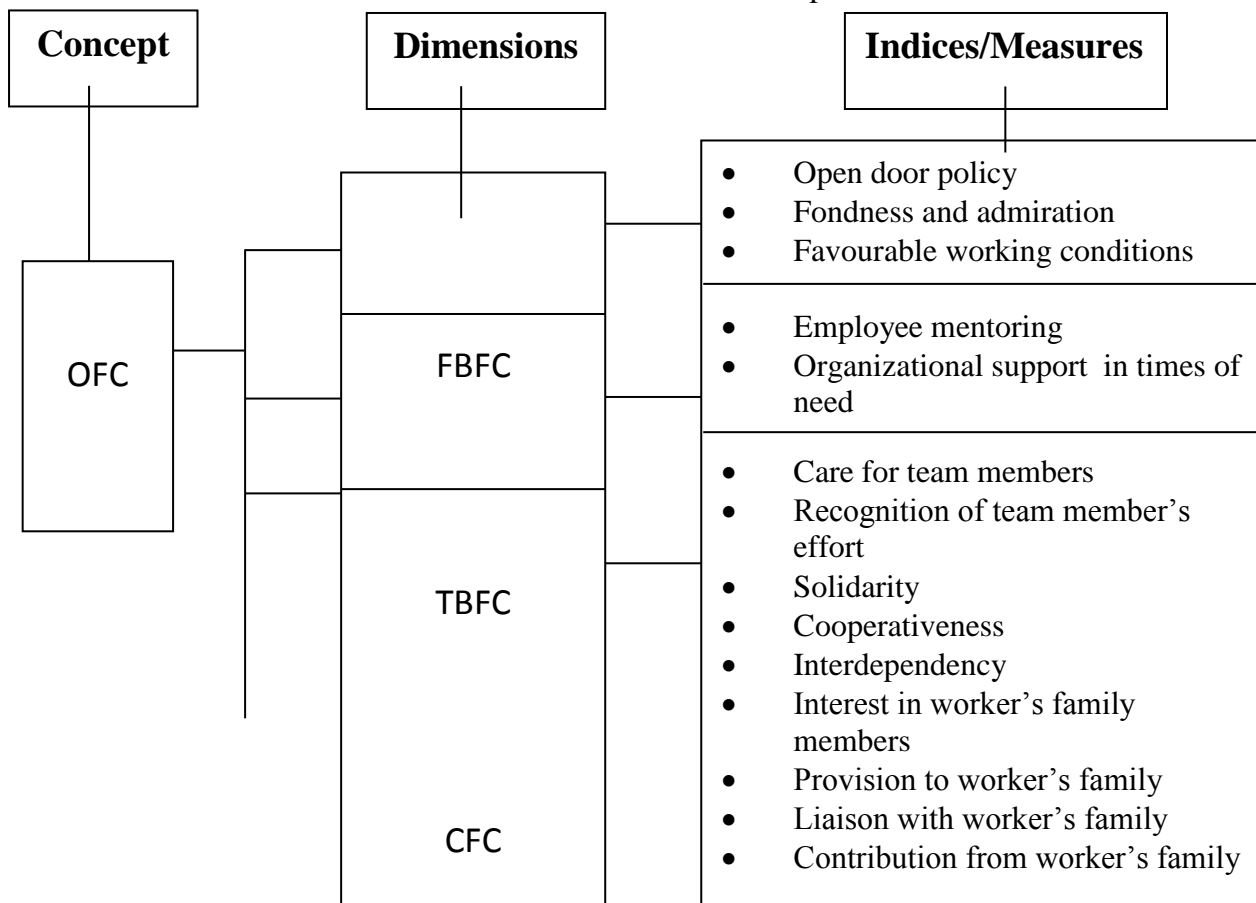 Concept
Dimensions
Indices/Measures
OFC
FBFC
TBFC
CFC
• Open door policy
• Fondness and admiration
• Favourable working conditions
• Employee mentoring
• Organizational support in times of
need
• Care for team members
• Recognition of team member’s
effort
• Solidarity
• Cooperativeness
• Interdependency
• Interest in worker’s family
members
• Provision to worker’s family
• Liaison with worker’s family
• Contribution from worker’s family